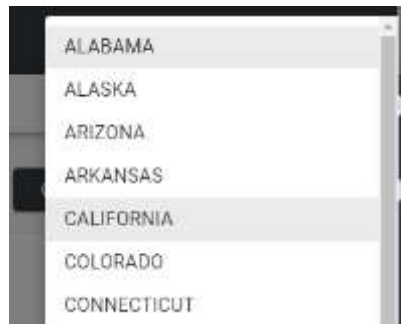 ALABAMA
ALASKA
ARIZONA
ARKANSAS
CALIFORNIA
COLORADO
CONNECTICUT